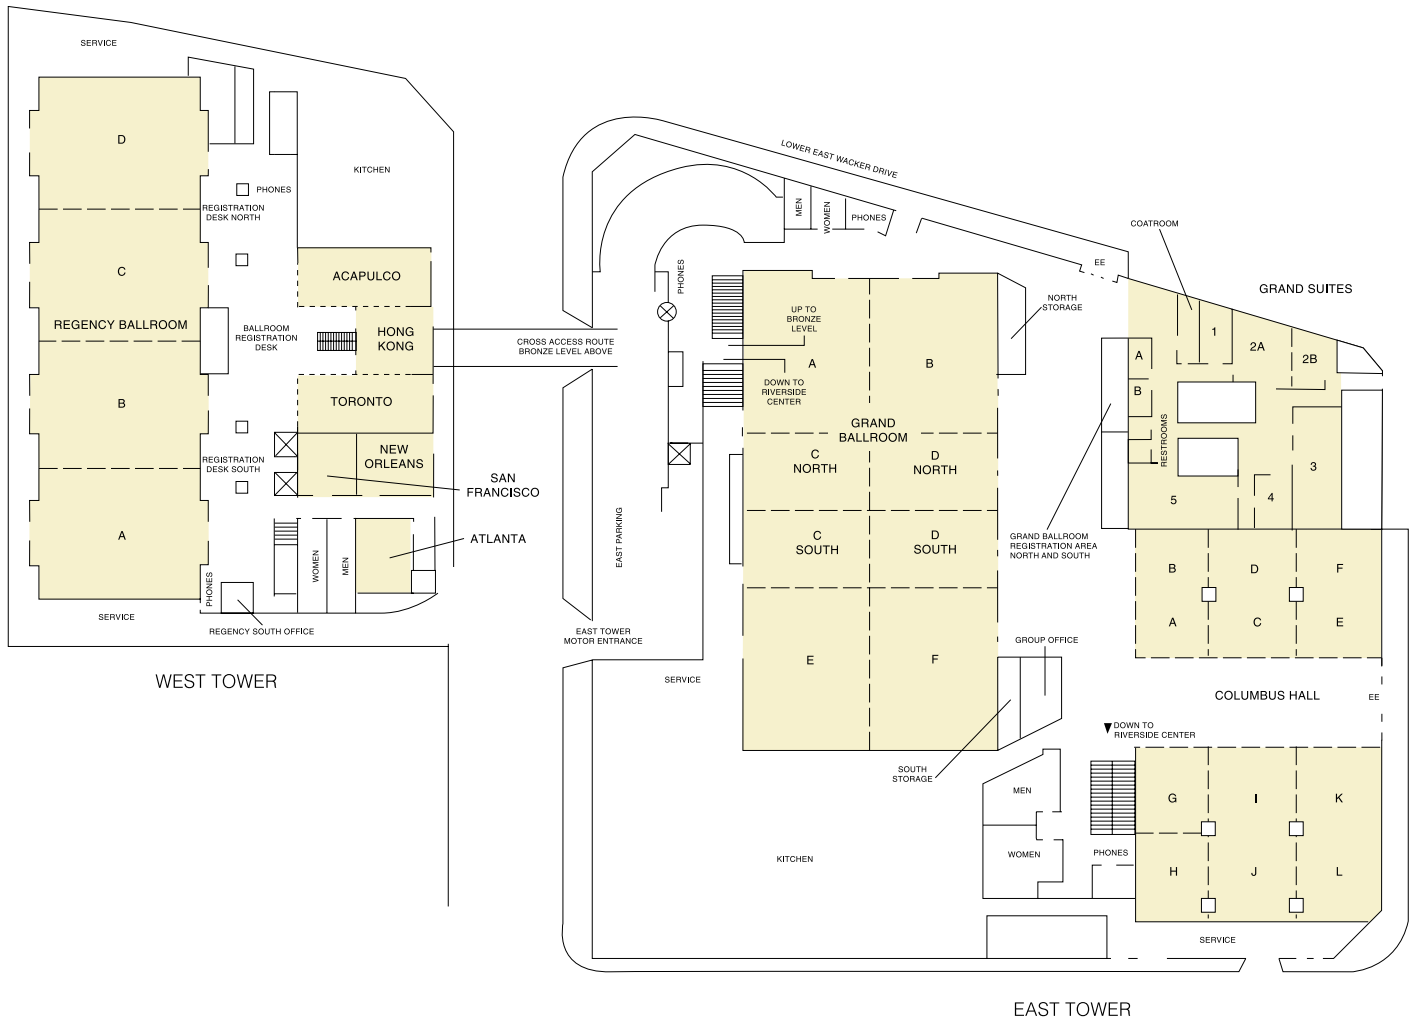 SERVICE
D
KITCHEN
PHONES
REGISTRATION
DESK NORTH
C
ACAPULCO
REGENCY BALLROOM
BALLROOM
REGISTRATION
DESK
HONG
KONG
CROSS ACCESS ROUTE
BRONZE LEVEL ABOVE
B
TORONTO
REGISTRATION
DESK SOUTH
NEW
ORLEANS
SAN
FRANCISCO
A
ATLANTA
WOMEN
MEN
PHONES
SERVICE
REGENCY SOUTH OFFICE
WEST TOWER
LOWER EAST WACKER DRIVE
MEN
WOMEN
PHONES
PHONES
EE
COATROOM
GRAND SUITES
NORTH
STORAGE
UP TO
BRONZE
LEVEL
A
B
DOWN TO
RIVERSIDE
CENTER
GRAND
BALLROOM
C
NORTH
D
NORTH
C
SOUTH
D
SOUTH
E
F
1
2A
2B
A
B
RESTROOMS
3
4
5
GRAND BALLROOM
REGISTRATION AREA
NORTH AND SOUTH
EAST PARKING
EAST TOWER
MOTOR ENTRANCE
SERVICE
GROUP OFFICE
SOUTH
STORAGE
B
D
F
A
C
E
COLUMBUS HALL
EE
DOWN TO
RIVERSIDE CENTER
MEN
WOMEN
PHONES
KITCHEN
G
I
K
H
J
L
SERVICE
EAST TOWER